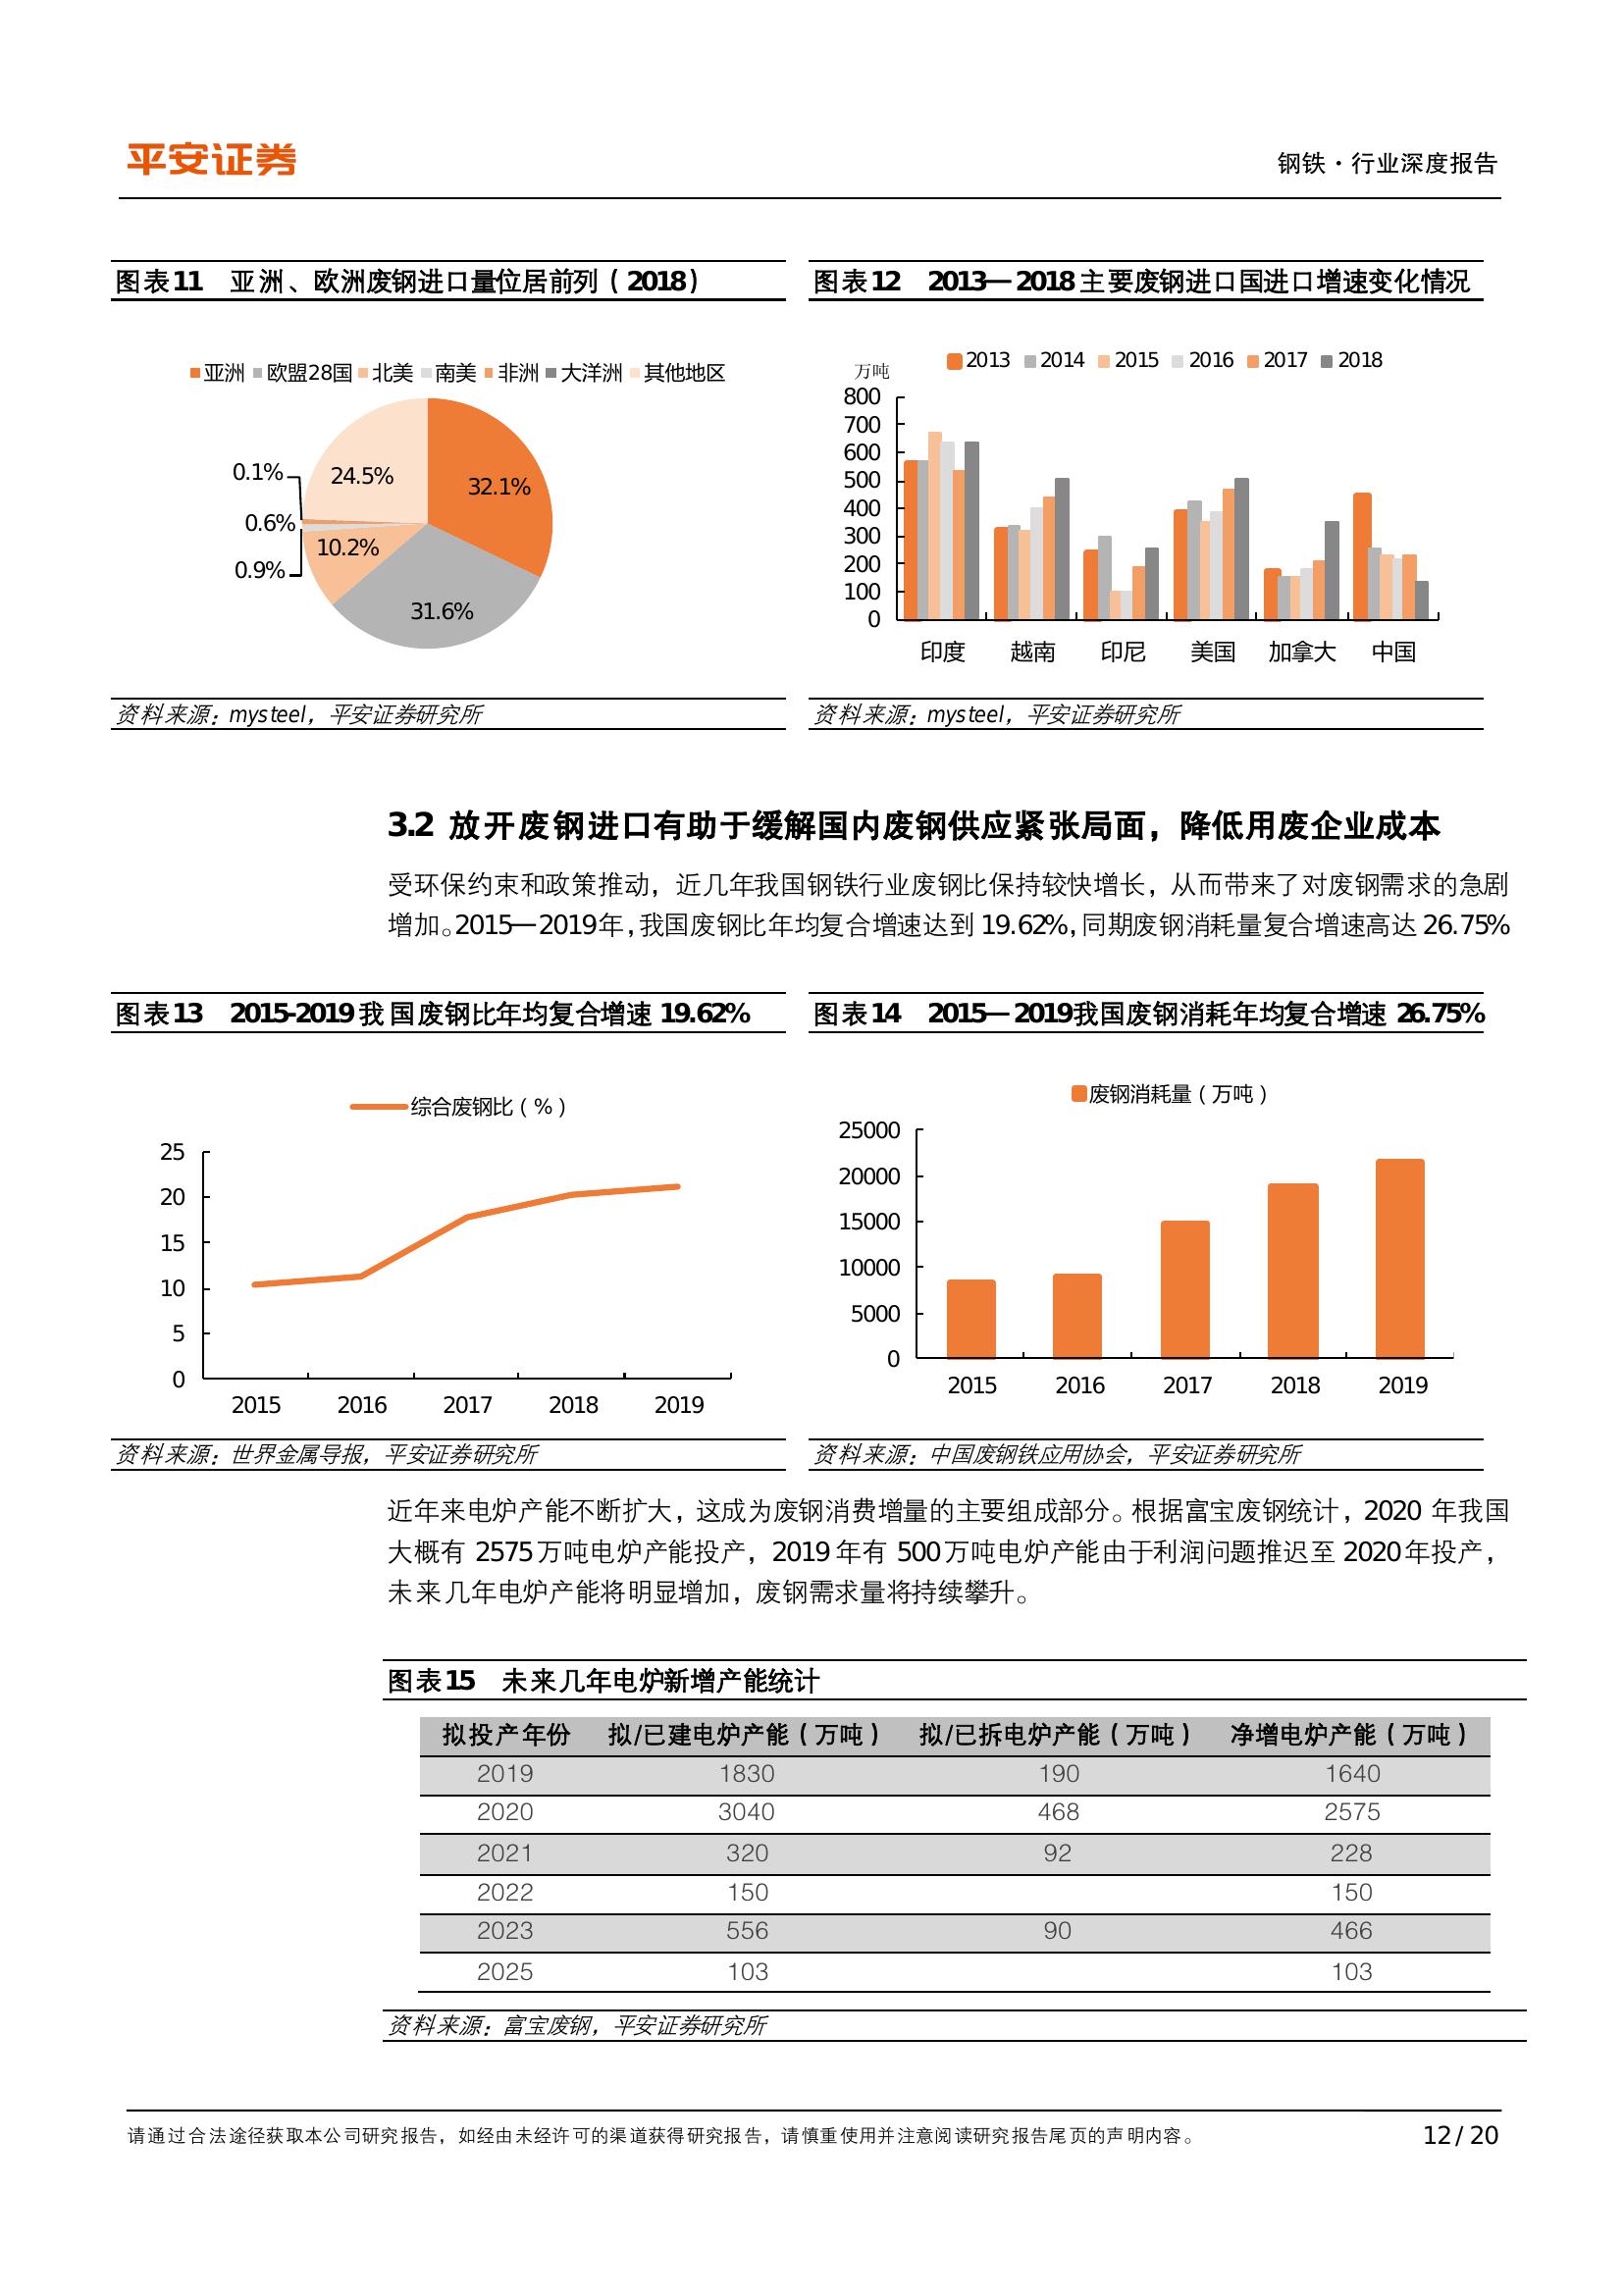 平安证券
钢铁·行业深度报告
图表11 亚洲、欧洲废钢进口量位居前列（2018）
亚洲 欧盟28国 北美 南美 非洲 大洋洲 其他地区
24.5%
32.1%
0.1%
0.6%
10.2%
0.9%
31.6%
资料来源：mysteel，平安证券研究所
图表12 2013—2018主要废钢进口国进口增速变化情况
2013 2014 2015 2016 2017 2018
万吨
800
700
600
500
400
300
200
100
0
印度 越南 印尼 美国 加拿大 中国
资料来源：mysteel，平安证券研究所
3.2 放开废钢进口有助于缓解国内废钢供应紧张局面，降低用废企业成本
受环保约束和政策推动，近几年我国钢铁行业废钢比保持较快增长，从而带来了对废钢需求的急剧
增加。2015—2019年，我国废钢比年均复合增速达到 19.62%，同期废钢消耗量复合增速高达 26.75%
图表13 2015-2019我国废钢比年均复合增速 19.62%
综合废钢比（%）
25
20
15
10
5
0
2015 2016 2017 2018 2019
资料来源：世界金属导报，平安证券研究所
图表14 2015—2019我国废钢消耗年均复合增速 26.75%
废钢消耗量（万吨）
25000
20000
15000
10000
5000
0
2015 2016 2017 2018 2019
资料来源：中国废钢铁应用协会，平安证券研究所
近年来电炉产能不断扩大，这成为废钢消费增量的主要组成部分。根据富宝废钢统计，2020 年我国
大概有 2575万吨电炉产能投产，2019年有 500万吨电炉产能由于利润问题推迟至 2020年投产，
未来几年电炉产能将明显增加，废钢需求量将持续攀升。
图表15 未来几年电炉新增产能统计
拟投产年份 拟/已建电炉产能（万吨） 拟/已拆电炉产能（万吨） 净增电炉产能（万吨）
2019 1830 190 1640
2020 3040 468 2575
2021 320 92 228
2022 150 150
2023 556 90 466
2025 103 103
资料来源：富宝废钢，平安证券研究所
请通过合法途径获取本公司研究报告，如经由未经许可的渠道获得研究报告，请慎重使用并注意阅读研究报告尾页的声明内容。
12 / 20